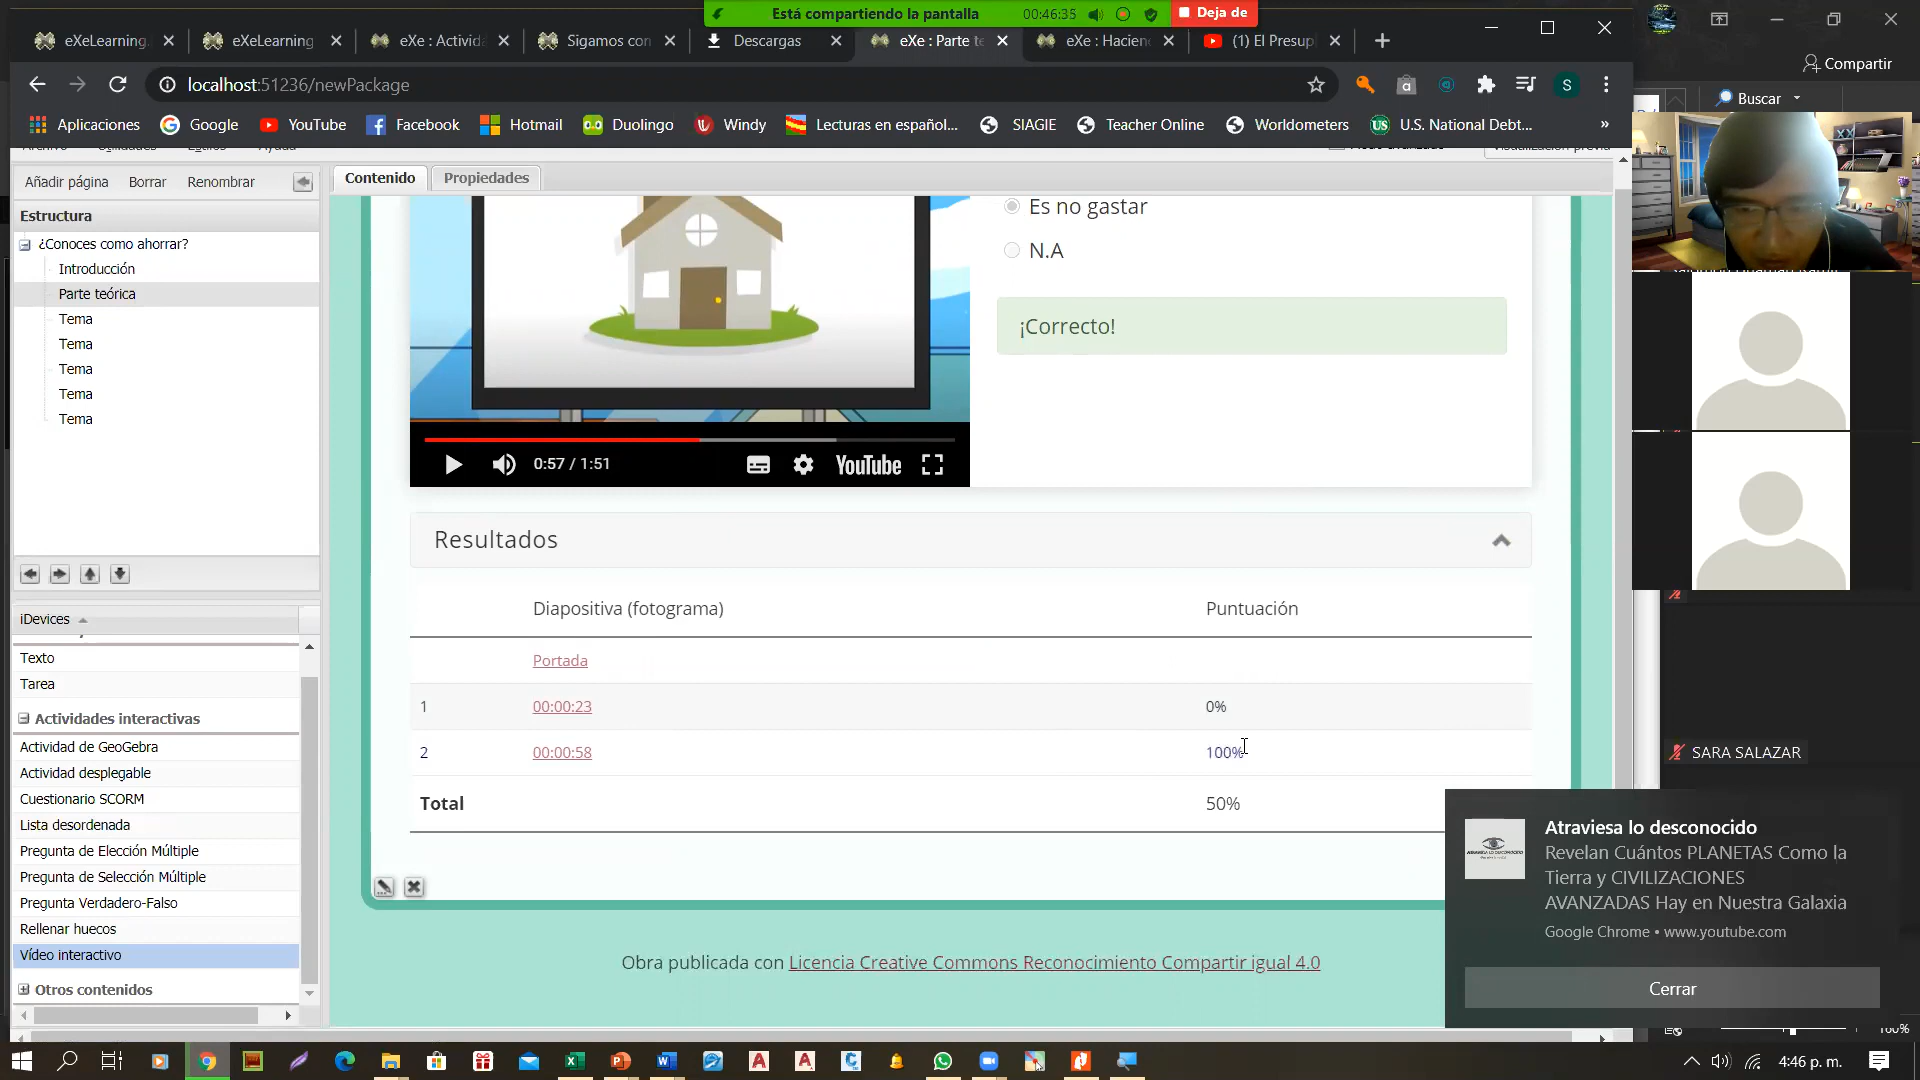 Está compartiendo la pantalla
00:46:35
Deja de
eXeLearning.
eXeLearning
eXe : Activida
Sigamos con
Descargas
eXe : Parte te
eXe : Hacien
(1) El Presup
localhost:51236/newPackage
S
Compartir
Aplicaciones
Google
YouTube
Facebook
Hotmail
Duolingo
Windy
Lecturas en español...
SIAGIE
Teacher Online
Worldometers
U.S. National Debt...
»
Buscar
Añadir página
Borrar
Renombrar
Contenido
Propiedades
Estructura
¿Conoces como ahorrar?
Introducción
Parte teórica
Tema
Tema
Tema
Tema
Tema
Es no gastar
N.A
¡Correcto!
0:57 / 1:51
YouTube
Resultados
Diapositiva (fotograma)
Puntuación
Portada
1
00:00:23
0%
2
00:00:58
100%
Total
50%
iDevices
Texto
Tarea
Actividades interactivas
Actividad de GeoGebra
Actividad desplegable
Cuestionario SCORM
Lista desordenada
Pregunta de Elección Múltiple
Pregunta de Selección Múltiple
Pregunta Verdadero-Falso
Rellenar huecos
Vídeo interactivo
Otros contenidos
Obra publicada con Licencia Creative Commons Reconocimiento Compartir igual 4.0
SARA SALAZAR
Atraviesa lo desconocido
Revelan Cuántos PLANETAS Como la
Tierra y CIVILIZACIONES
AVANZADAS Hay en Nuestra Galaxia
Google Chrome • www.youtube.com
Cerrar
4:46 p. m.